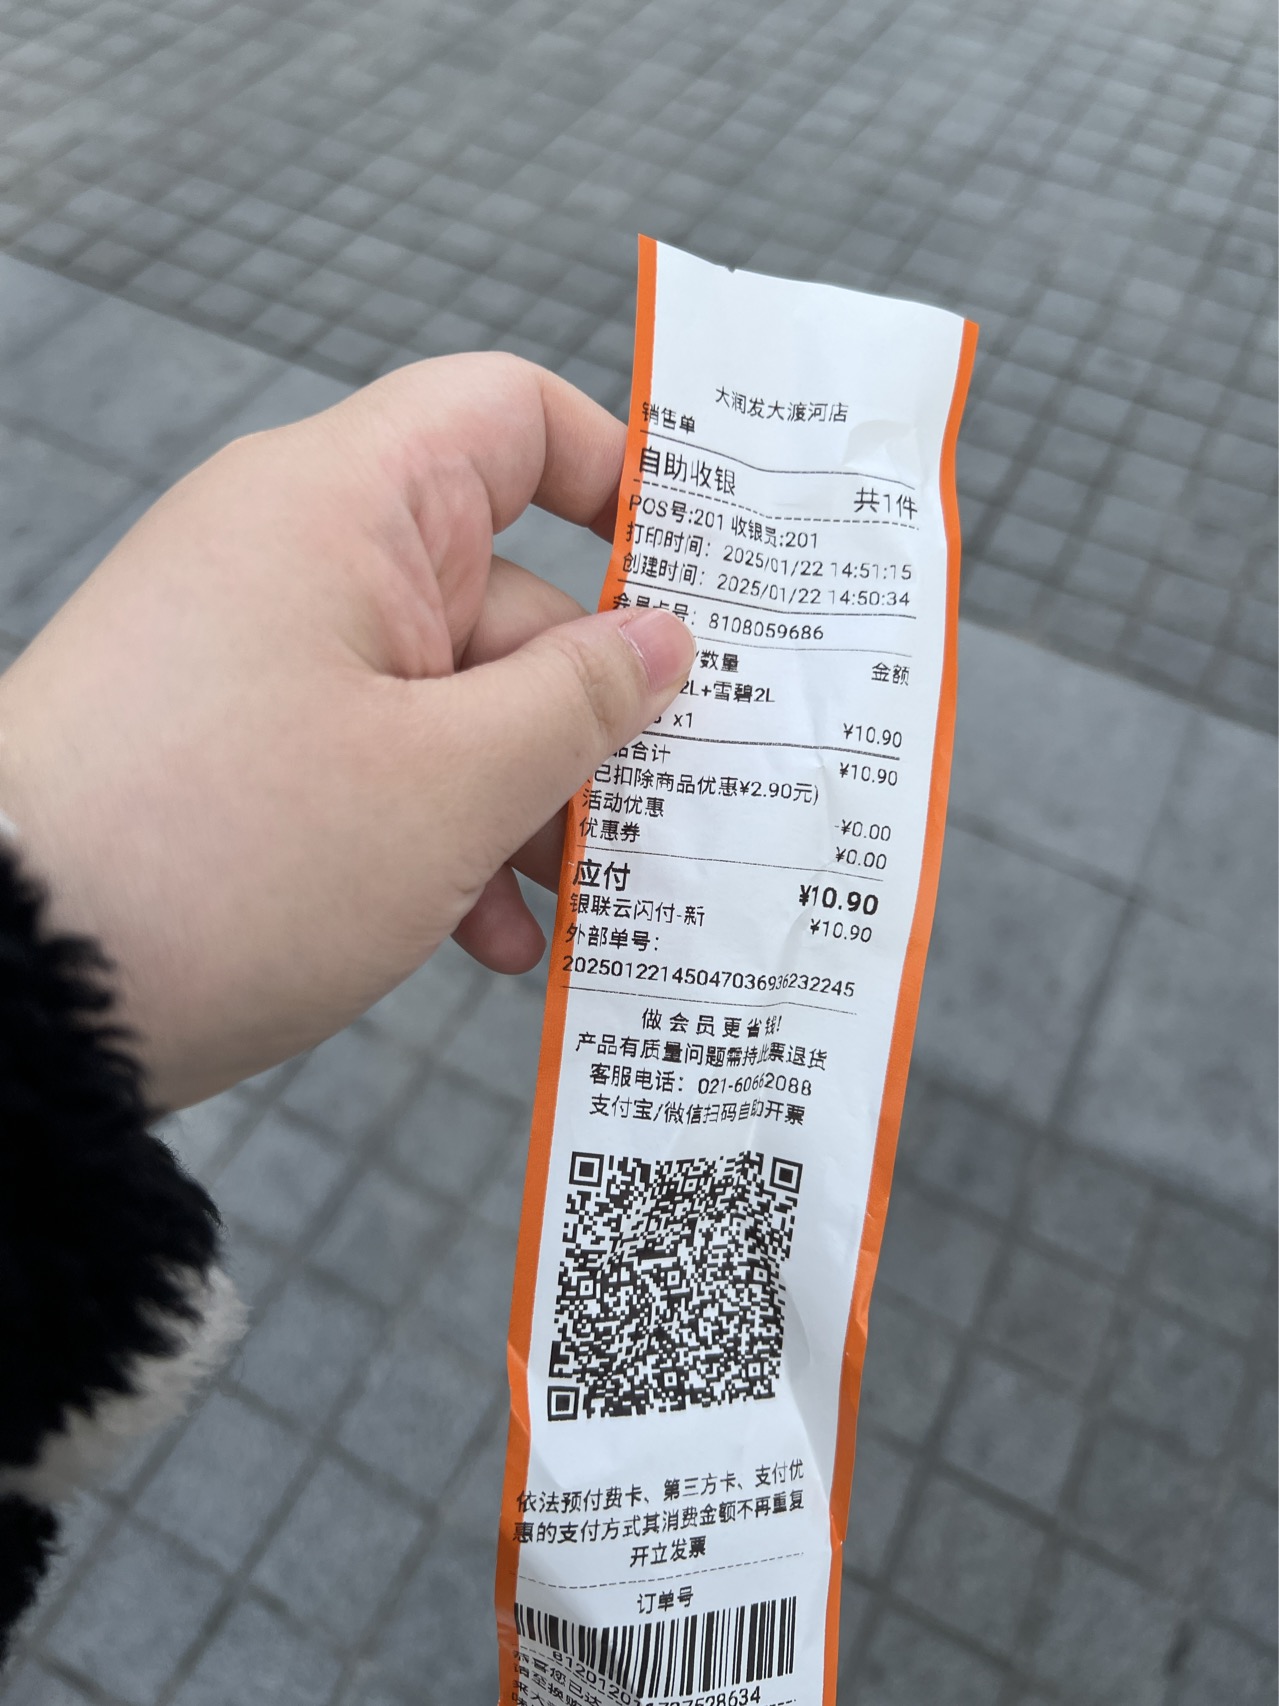 大润发大渡河店
销售单
自助收银 共1件
POS号:201 收银员:201
打印时间：2025/01/22 14:51:15
创建时间：2025/01/22 14:50:34
会员卡号：8108059686
/数量 金额
2L+雪碧2L
x1 ¥10.90
品合计 ¥10.90
已扣除商品优惠¥2.90元)
活动优惠 -¥0.00
优惠券 ¥0.00
应付 ¥10.90
银联云闪付-新 ¥10.90
外部单号：
20250122145047036936232245
做会员更省钱!
产品有质量问题需持此票退货
客服电话：021-60662088
支付宝/微信扫码自助开票
依法预付费卡、第三方卡、支付优
惠的支付方式其消费金额不再重复
开立发票
订单号
恭喜您已达